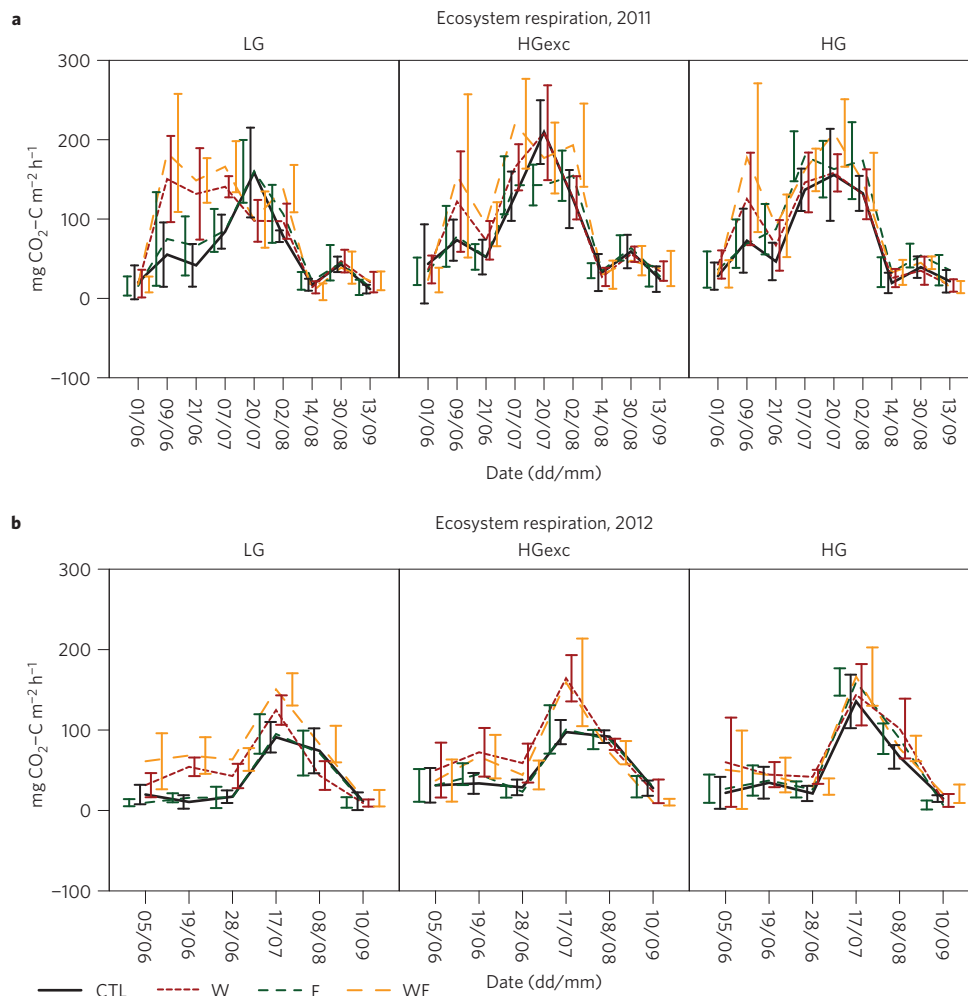 a
Ecosystem respiration, 2011
LG HGexc HG
300
200
100
0
−100
mg CO₂−C m⁻² h⁻¹
01/06 09/06 21/06 07/07 20/07 02/08 14/08 30/08 13/09 01/06 09/06 21/06 07/07 20/07 02/08 14/08 30/08 13/09 01/06 09/06 21/06 07/07 20/07 02/08 14/08 30/08 13/09
Date (dd/mm)
b
Ecosystem respiration, 2012
LG HGexc HG
300
200
100
0
−100
mg CO₂−C m⁻² h⁻¹
05/06 19/06 28/06 17/07 08/08 10/09 05/06 19/06 28/06 17/07 08/08 10/09 05/06 19/06 28/06 17/07 08/08 10/09
Date (dd/mm)
CTL W F WF